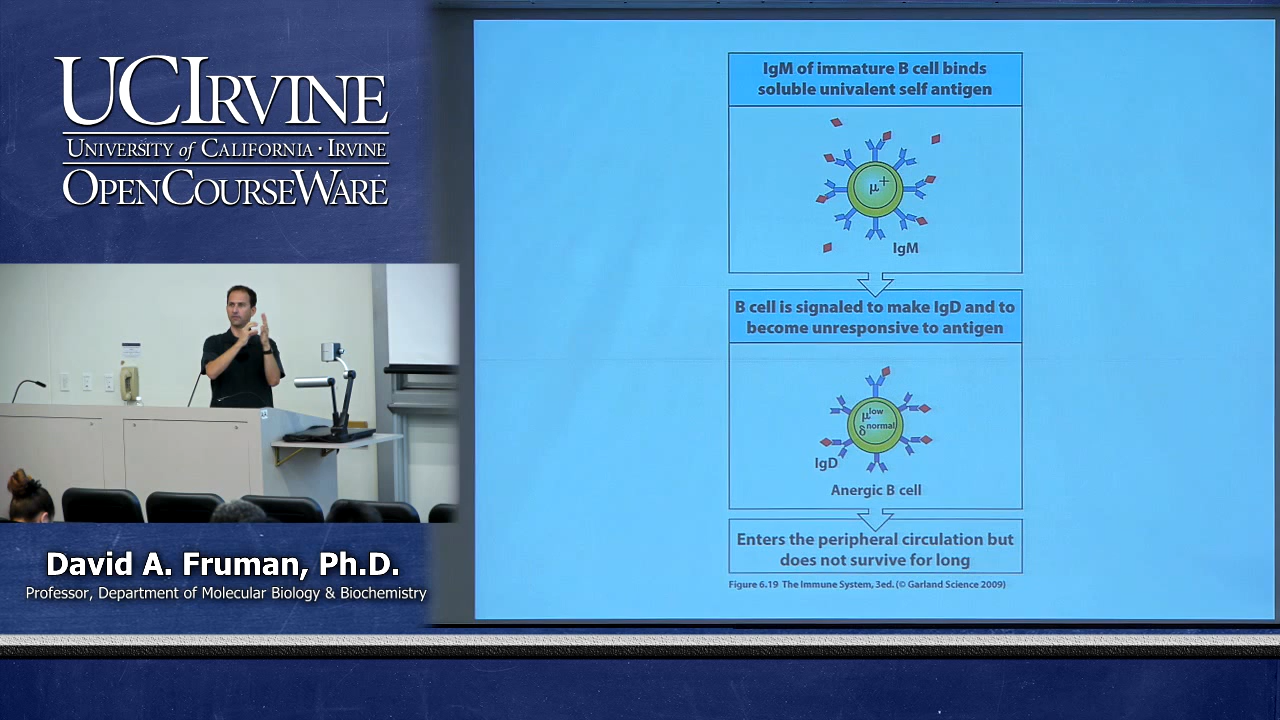 UCIRVINE
UNIVERSITY of CALIFORNIA · IRVINE
OPENCOURSEWARE
David A. Fruman, Ph.D.
Professor, Department of Molecular Biology & Biochemistry
IgM of immature B cell binds
soluble univalent self antigen
μ+
IgM
B cell is signaled to make IgD and to
become unresponsive to antigen
μlow
δnormal
IgD
Anergic B cell
Enters the peripheral circulation but
does not survive for long
Figure 6.19 The Immune System, 3ed. (© Garland Science 2009)